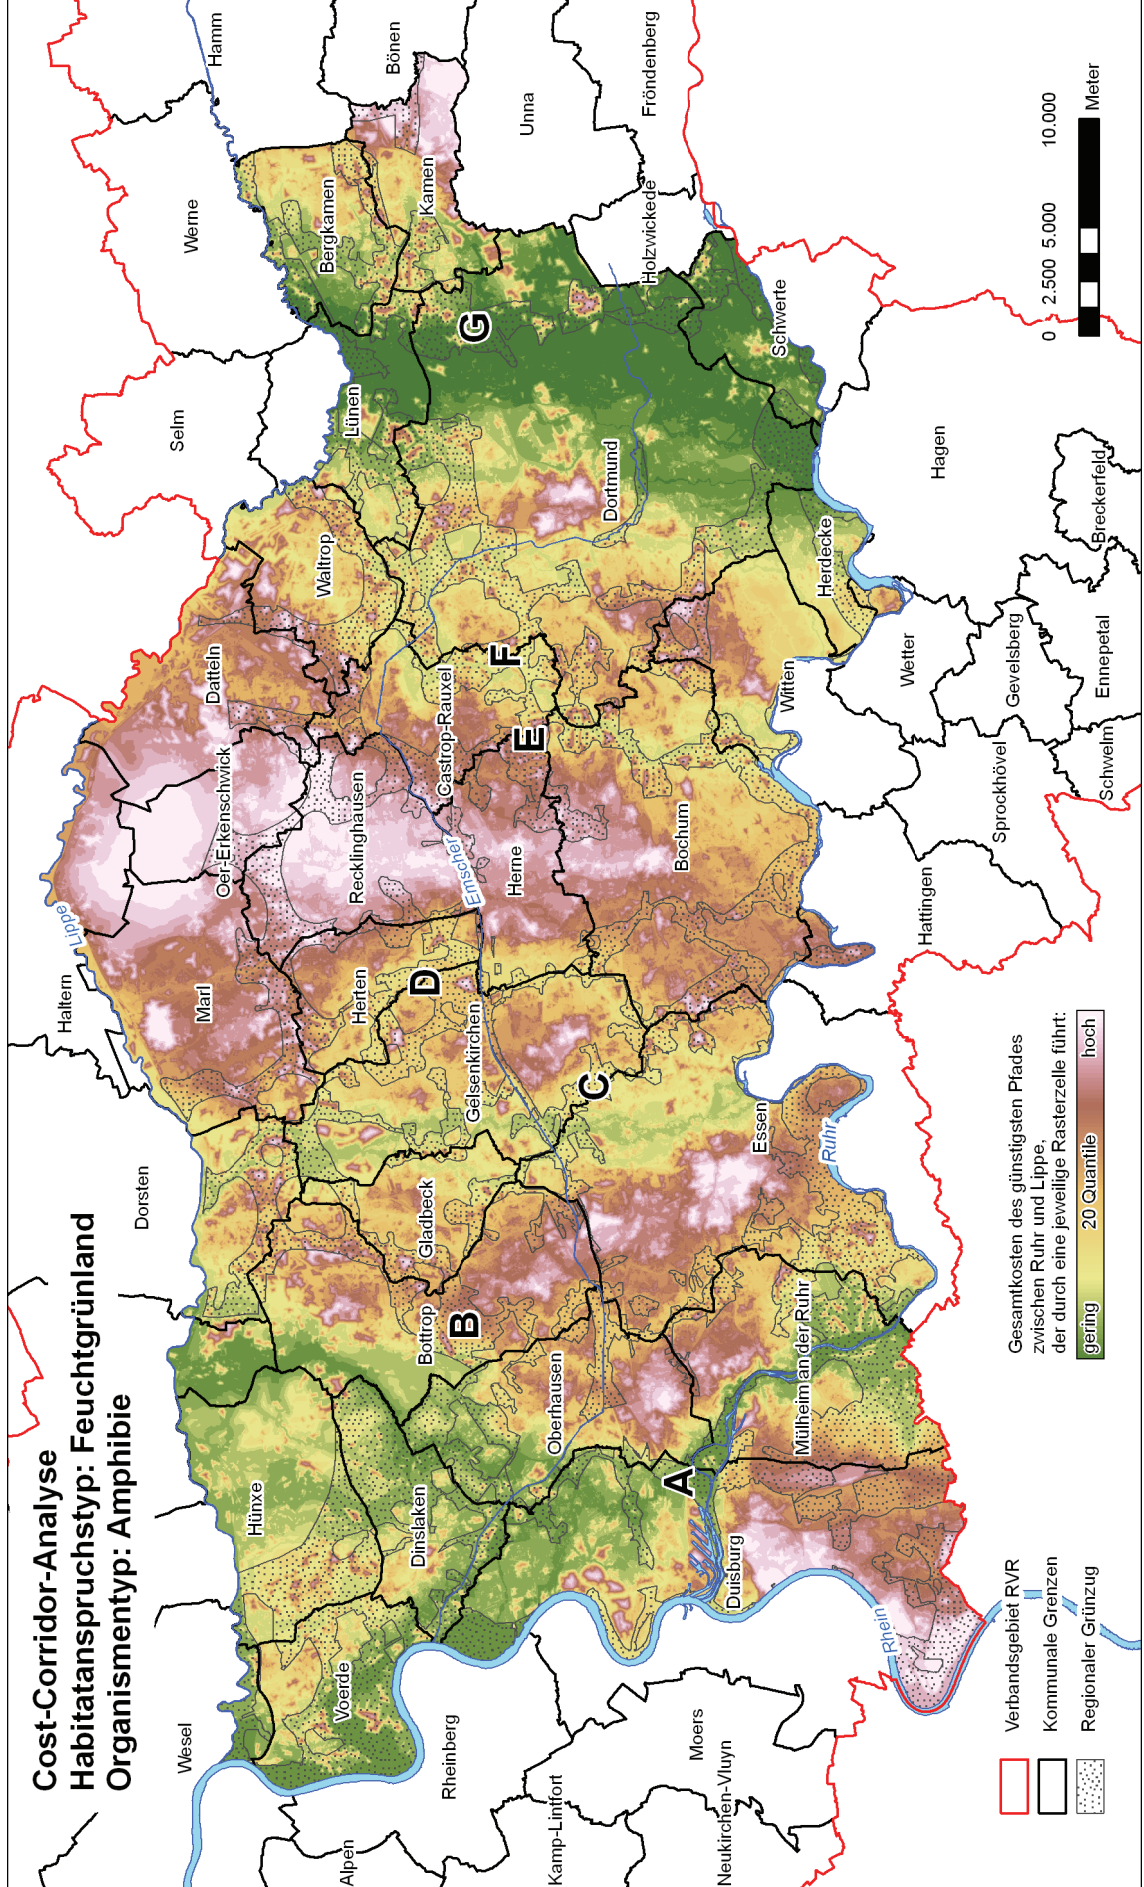 Cost-Corridor-Analyse
Habitatanspruchstyp: Feuchtgrünland
Organismentyp: Amphibie
Wesel
Dorsten
Haltern
Lippe
Selm
Werne
Hamm
Hünxe
Marl
Oer-Erkenschwick
Datteln
Waltrop
Lünen
Bergkamen
Bönen
Voerde
Dinslaken
Bottrop
Gladbeck
Herten
Recklinghausen
Castrop-Rauxel
Kamen
Alpen
Rheinberg
B
D
Emscher
G
Gelsenkirchen
Herne
F
E
Unna
Kamp-Lintfort
Oberhausen
C
Dortmund
Holzwickede
Fröndenberg
Moers
A
Bochum
Neukirchen-Vluyn
Duisburg
Essen
Witten
Herdecke
Schwerte
Mülheim an der Ruhr
Ruhr
Rhein
Hattingen
Wetter
Hagen
Sprockhövel
Gevelsberg
Schwelm
Ennepetal
Breckerfeld
Verbandsgebiet RVR
Kommunale Grenzen
Regionaler Grünzug
Gesamtkosten des günstigsten Pfades
zwischen Ruhr und Lippe,
der durch eine jeweilige Rasterzelle führt:
gering 20 Quantile hoch
0 2.500 5.000 10.000
Meter